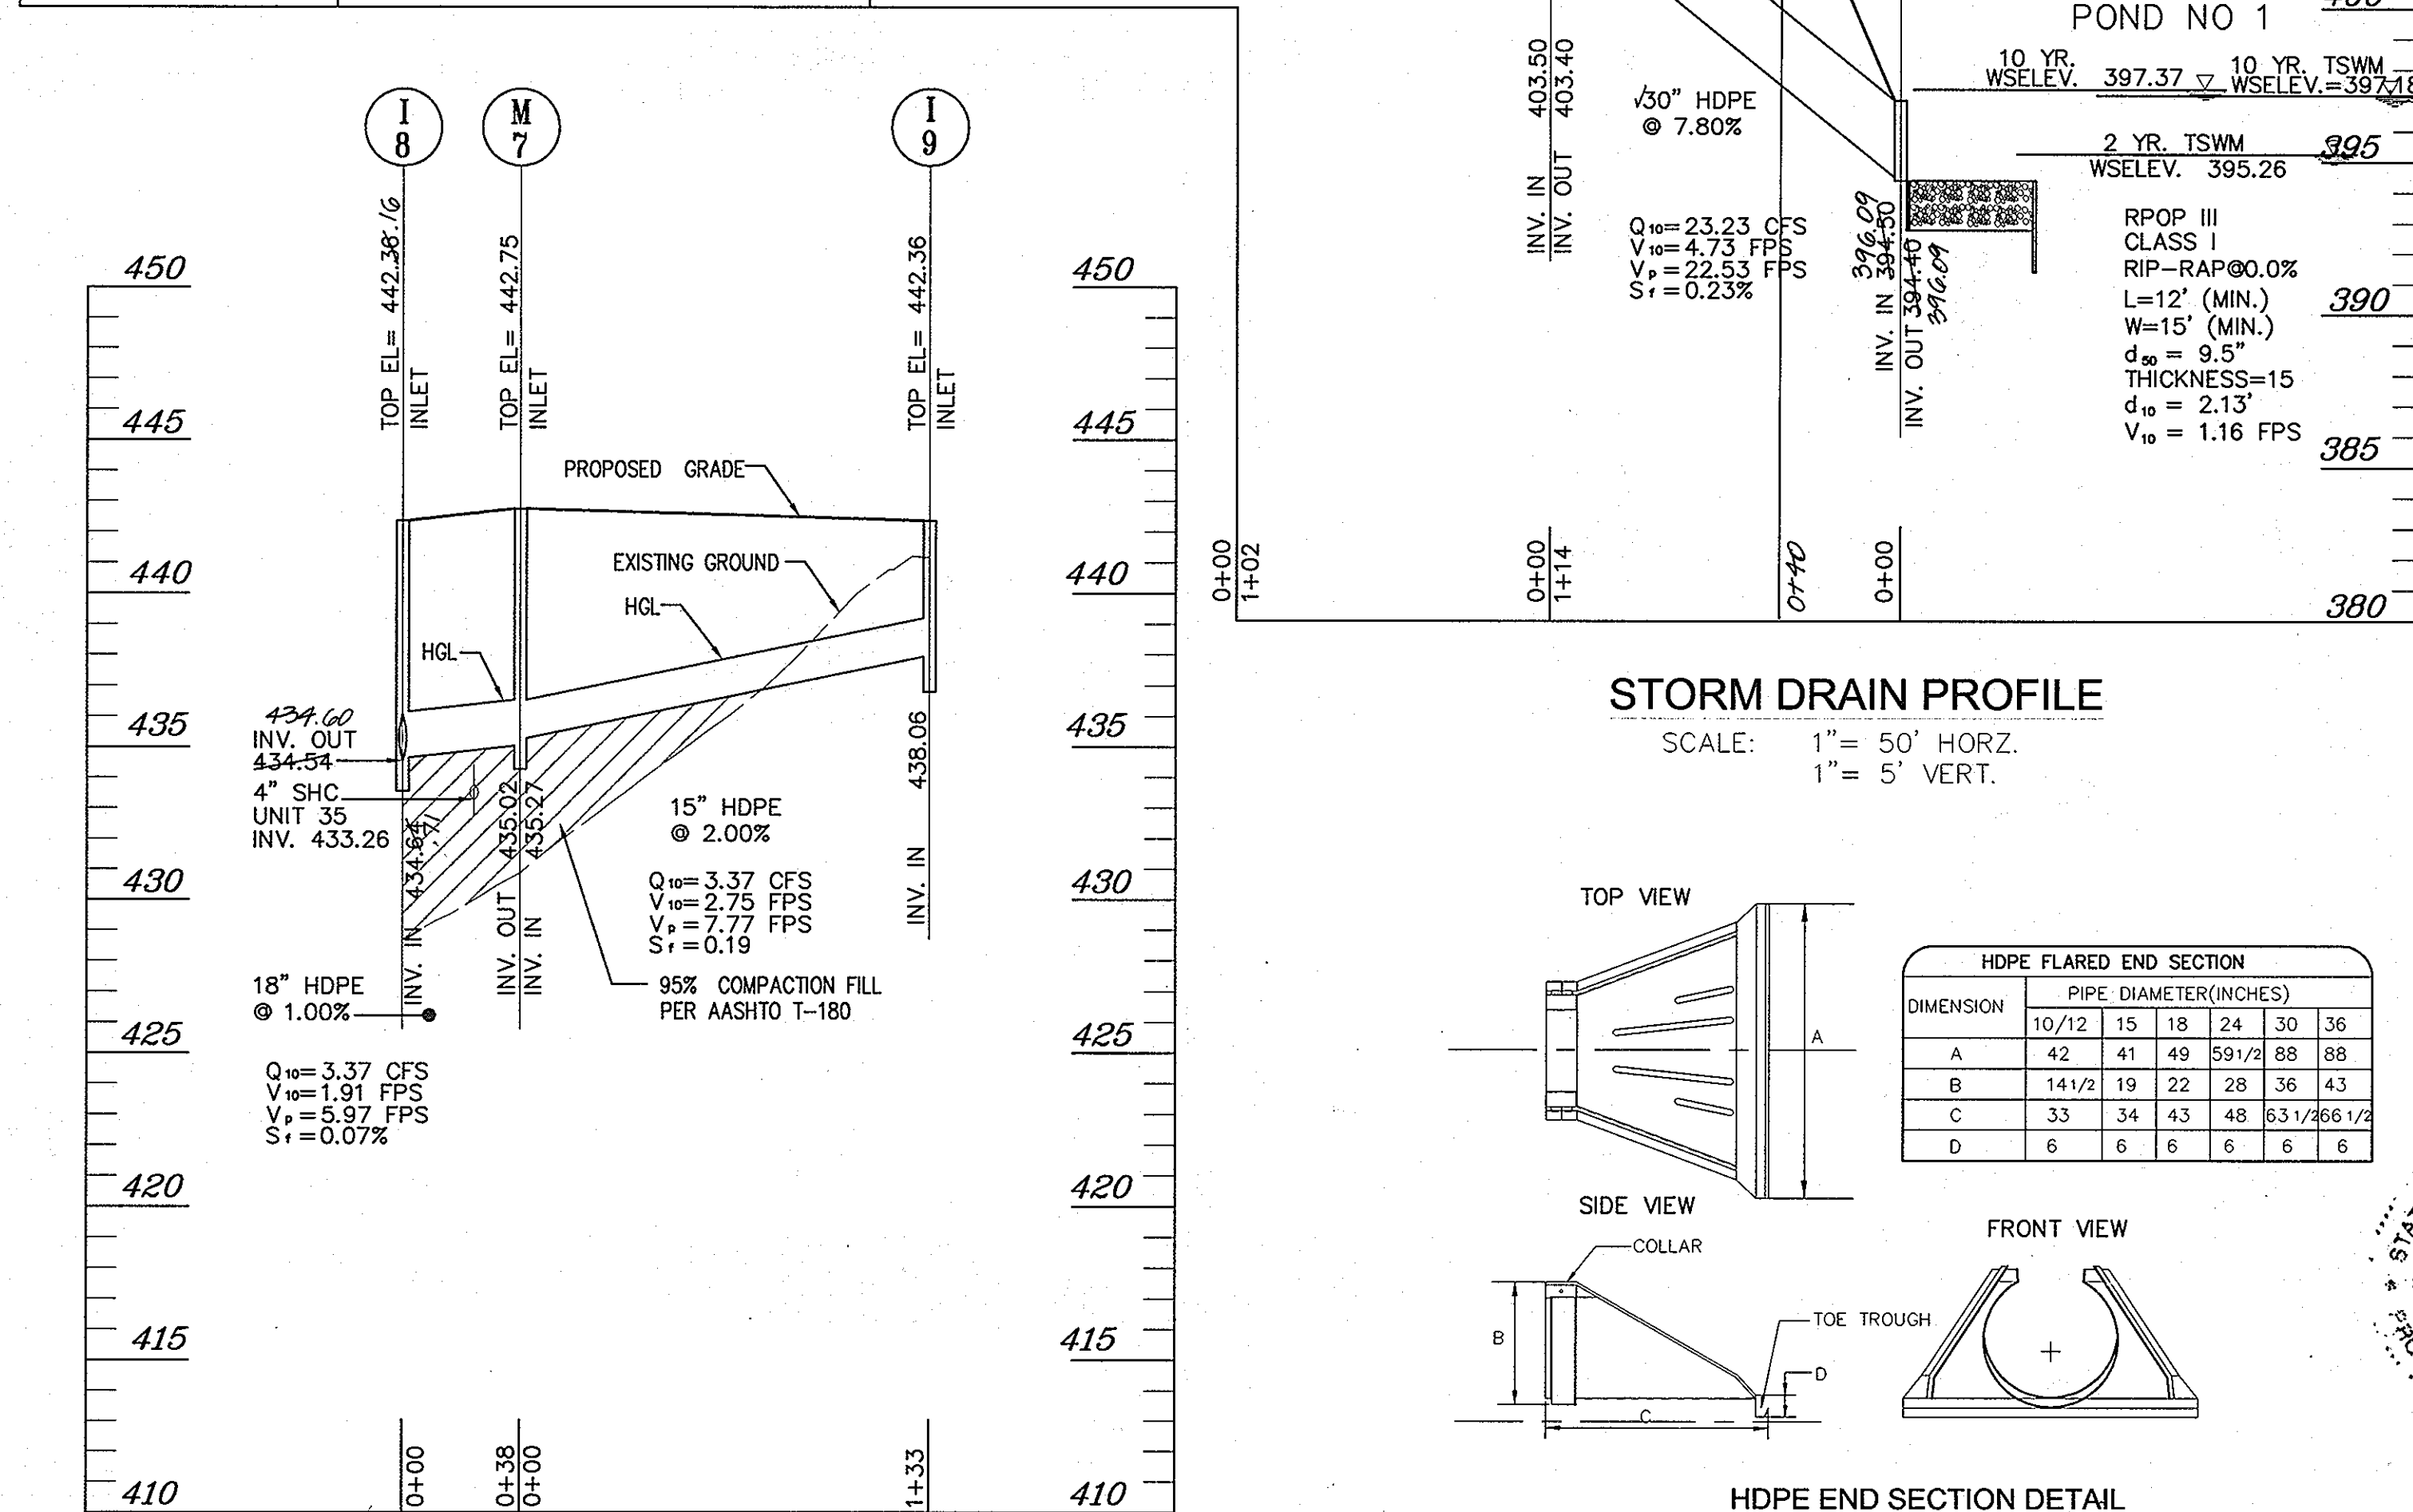 I
8
M
7
I
9
TOP EL= 442.38 .16
INLET
TOP EL= 442.75
INLET
TOP EL= 442.36
INLET
450
445
440
435
430
425
420
415
410
450
445
440
435
430
425
420
415
410
PROPOSED GRADE
EXISTING GROUND
HGL
HGL
434.60
INV. OUT
434.54
4" SHC
UNIT 35
INV. 433.26
INV. IN 434.64
.71
INV. OUT 435.02
INV. IN 435.27
INV. IN 438.06
15" HDPE
@ 2.00%
Q10=3.37 CFS
V10=2.75 FPS
Vp=7.77 FPS
Sf=0.19
95% COMPACTION FILL
PER AASHTO T-180
18" HDPE
@ 1.00%
Q10=3.37 CFS
V10=1.91 FPS
Vp=5.97 FPS
Sf=0.07%
0+00
0+38
0+00
1+33
POND NO 1
10 YR.
WSELEV. 397.37
10 YR. TSWM
WSELEV.=397.18
2 YR. TSWM
WSELEV. 395.26
395
390
385
380
INV. IN 403.50
INV. OUT 403.40
√30" HDPE
@ 7.80%
Q10=23.23 CFS
V10=4.73 FPS
Vp=22.53 FPS
Sf=0.23%
396.09
INV. IN 394.50
INV. OUT 394.40
396.09
RPOP III
CLASS I
RIP-RAP@0.0%
L=12' (MIN.)
W=15' (MIN.)
d50 = 9.5"
THICKNESS=15
d10 = 2.13'
V10 = 1.16 FPS
0+00
1+02
0+00
1+14
0+40
0+00
STORM DRAIN PROFILE
SCALE: 1"= 50' HORZ.
1"= 5' VERT.
TOP VIEW
A
SIDE VIEW
COLLAR
B
TOE TROUGH
D
C
FRONT VIEW
HDPE FLARED END SECTION
DIMENSION PIPE DIAMETER(INCHES)
10/12 15 18 24 30 36
A 42 41 49 59 1/2 88 88
B 14 1/2 19 22 28 36 43
C 33 34 43 48 63 1/2 66 1/2
D 6 6 6 6 6 6
HDPE END SECTION DETAIL